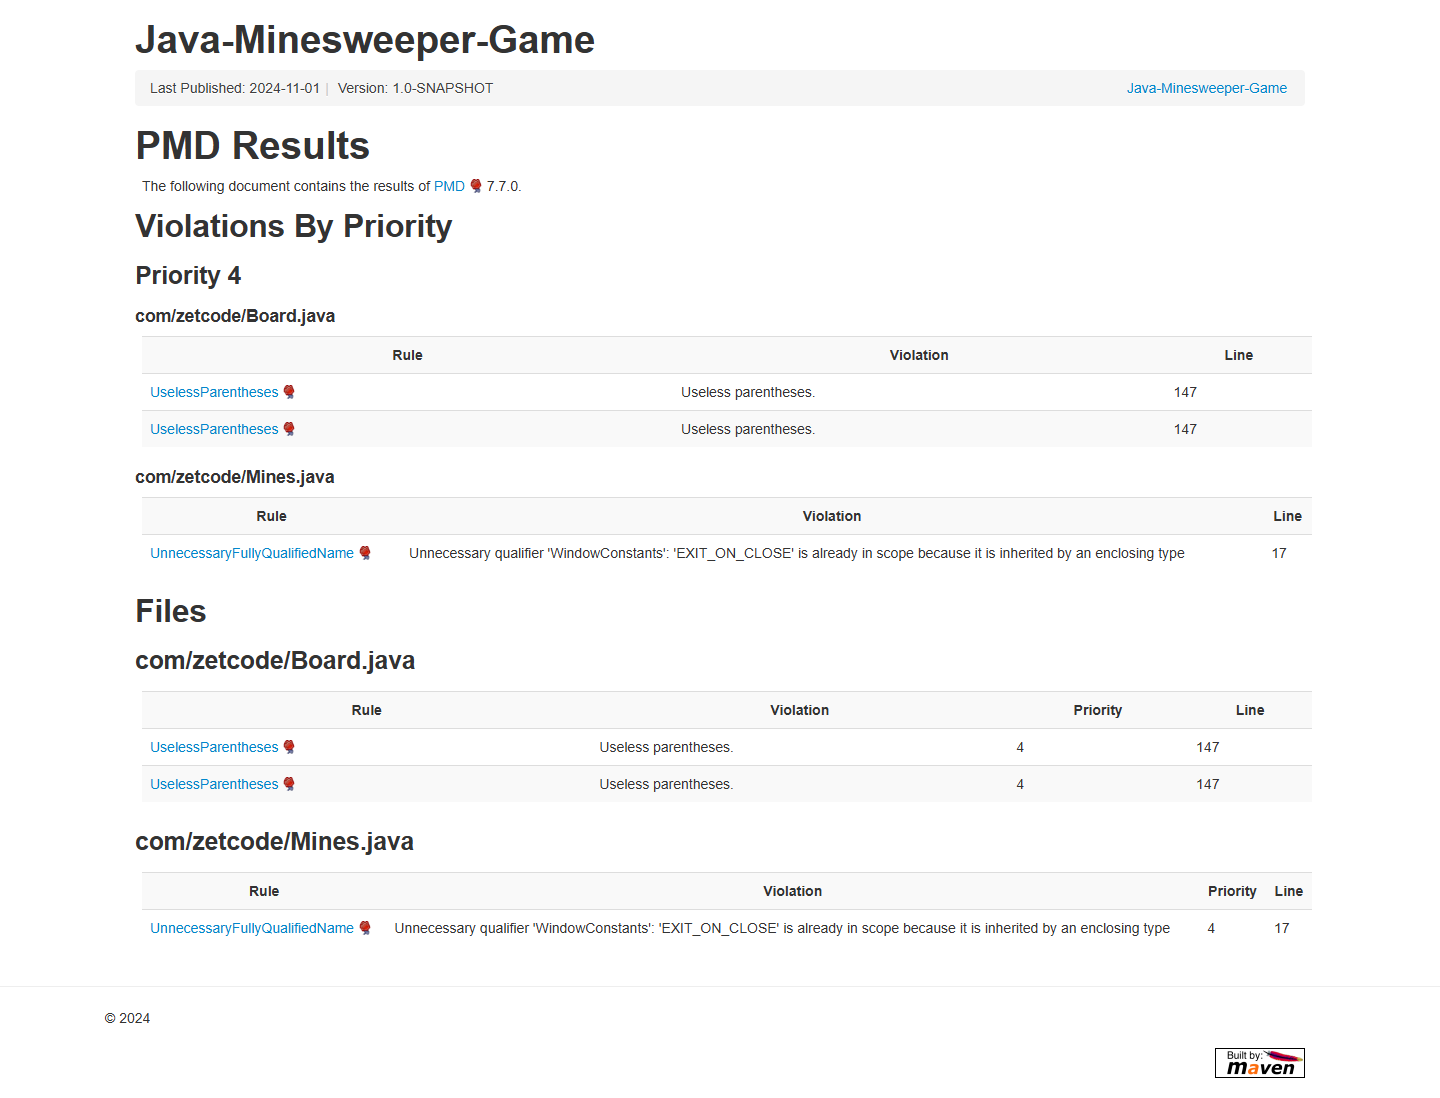 Java-Minesweeper-Game
Last Published: 2024-11-01 | Version: 1.0-SNAPSHOT Java-Minesweeper-Game
PMD Results
The following document contains the results of PMD 7.7.0.
Violations By Priority
Priority 4
com/zetcode/Board.java
Rule Violation Line
UselessParentheses Useless parentheses. 147
UselessParentheses Useless parentheses. 147
com/zetcode/Mines.java
Rule Violation Line
UnnecessaryFullyQualifiedName Unnecessary qualifier 'WindowConstants': 'EXIT_ON_CLOSE' is already in scope because it is inherited by an enclosing type 17
Files
com/zetcode/Board.java
Rule Violation Priority Line
UselessParentheses Useless parentheses. 4 147
UselessParentheses Useless parentheses. 4 147
com/zetcode/Mines.java
Rule Violation Priority Line
UnnecessaryFullyQualifiedName Unnecessary qualifier 'WindowConstants': 'EXIT_ON_CLOSE' is already in scope because it is inherited by an enclosing type 4 17
© 2024
Built by:
maven